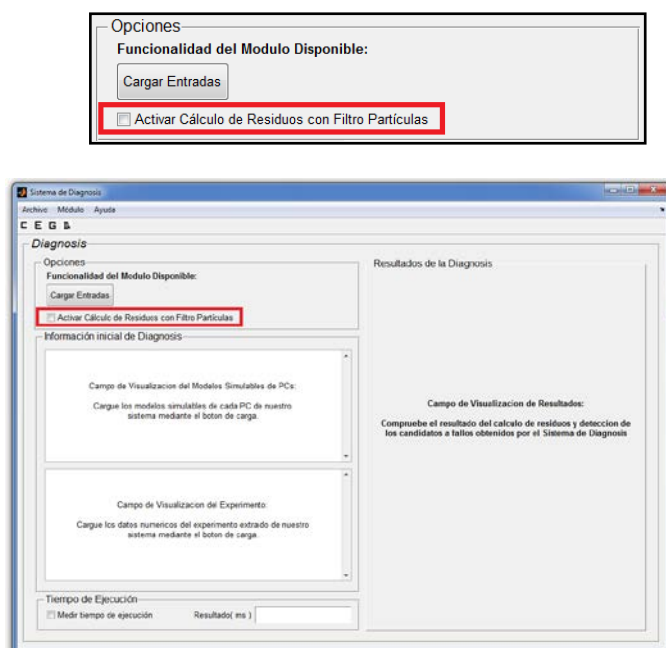 Opciones
Funcionalidad del Modulo Disponible:
Cargar Entradas
Activar Cálculo de Residuos con Filtro Partículas
Sistema de Diagnosis
Archivo Módulo Ayuda
C E G
Diagnosis
Opciones
Funcionalidad del Modulo Disponible:
Cargar Entradas
Activar Cálculo de Residuos con Filtro Partículas
Información inicial de Diagnosis
Campo de Visualizacion del Modelos Simulables de PCs:
Cargue los modelos simulables de cada PC de nuestro
sistema mediante el boton de carga.
Campo de Visualizacion del Experimento:
Cargue los datos numericos del experimento extraido de nuestro
sistema mediante el boton de carga.
Tiempo de Ejecución
Medir tiempo de ejecución Resultado( ms )
Resultados de la Diagnosis
Campo de Visualizacion de Resultados:
Compruebe el resultado del calculo de residuos y deteccion de
los candidatos a fallos obtenidos por el Sistema de Diagnosis